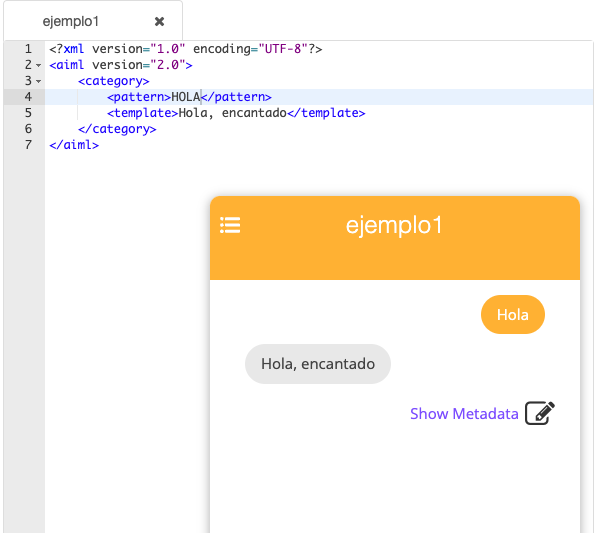 ejemplo1 ✖
1 <?xml version="1.0" encoding="UTF-8"?>
2 <aiml version="2.0">
3 <category>
4 <pattern>HOLA</pattern>
5 <template>Hola, encantado</template>
6 </category>
7 </aiml>
ejemplo1
Hola
Hola, encantado
Show Metadata